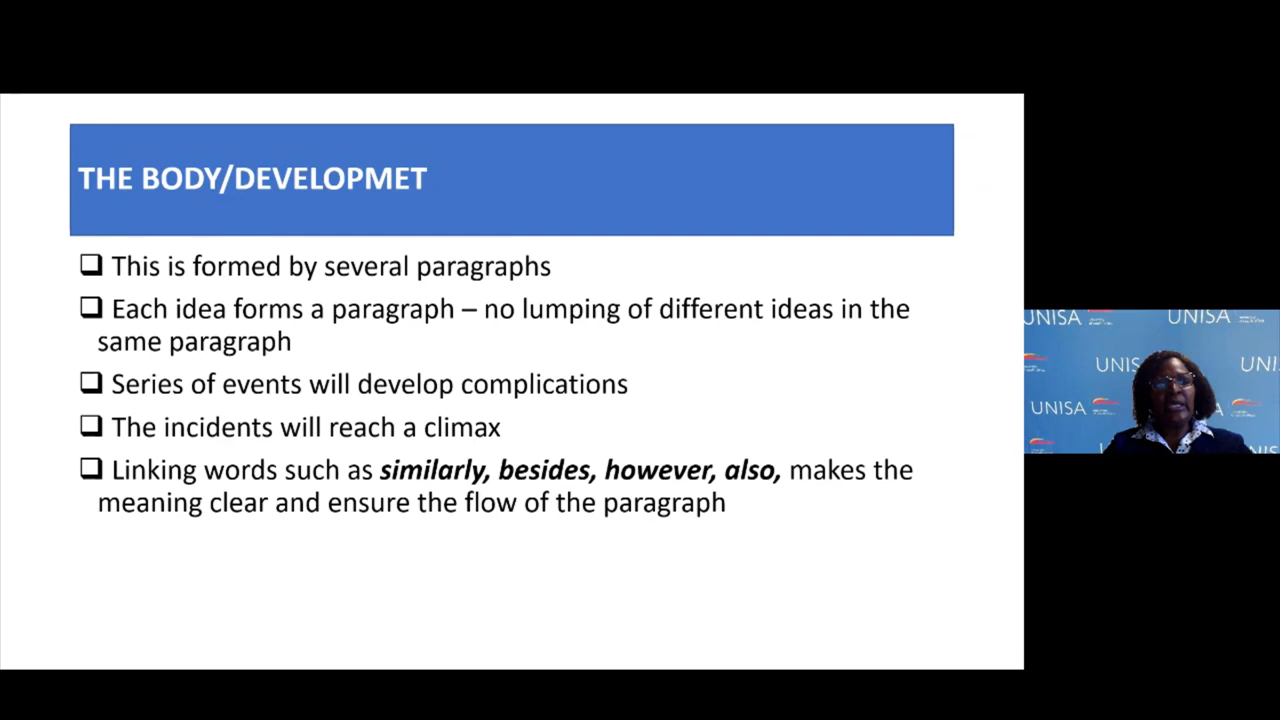 THE BODY/DEVELOPMET
This is formed by several paragraphs
Each idea forms a paragraph – no lumping of different ideas in the
same paragraph
Series of events will develop complications
The incidents will reach a climax
Linking words such as similarly, besides, however, also, makes the
meaning clear and ensure the flow of the paragraph
UNISA
UNISA
UNIS
UNI
UNISA